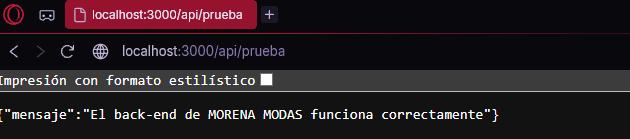 localhost:3000/api/prueba
localhost:3000/api/prueba
Impresión con formato estilístico
{"mensaje":"El back-end de MORENA MODAS funciona correctamente"}